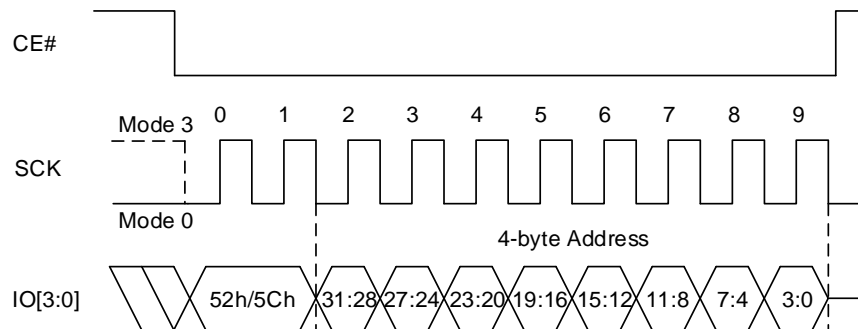 CE#
0 1 2 3 4 5 6 7 8 9
Mode 3
SCK
Mode 0
4-byte Address
IO[3:0] 52h/5Ch 31:28 27:24 23:20 19:16 15:12 11:8 7:4 3:0